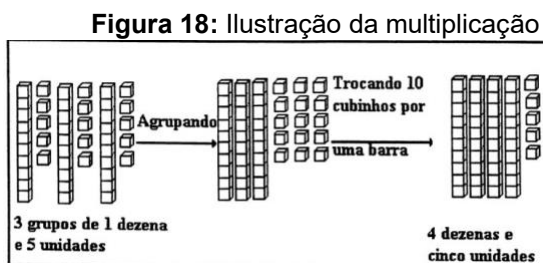 Figura 18: Ilustração da multiplicação
Agrupando
Trocando 10
cubinhos por
uma barra
3 grupos de 1 dezena
e 5 unidades
4 dezenas e
cinco unidades